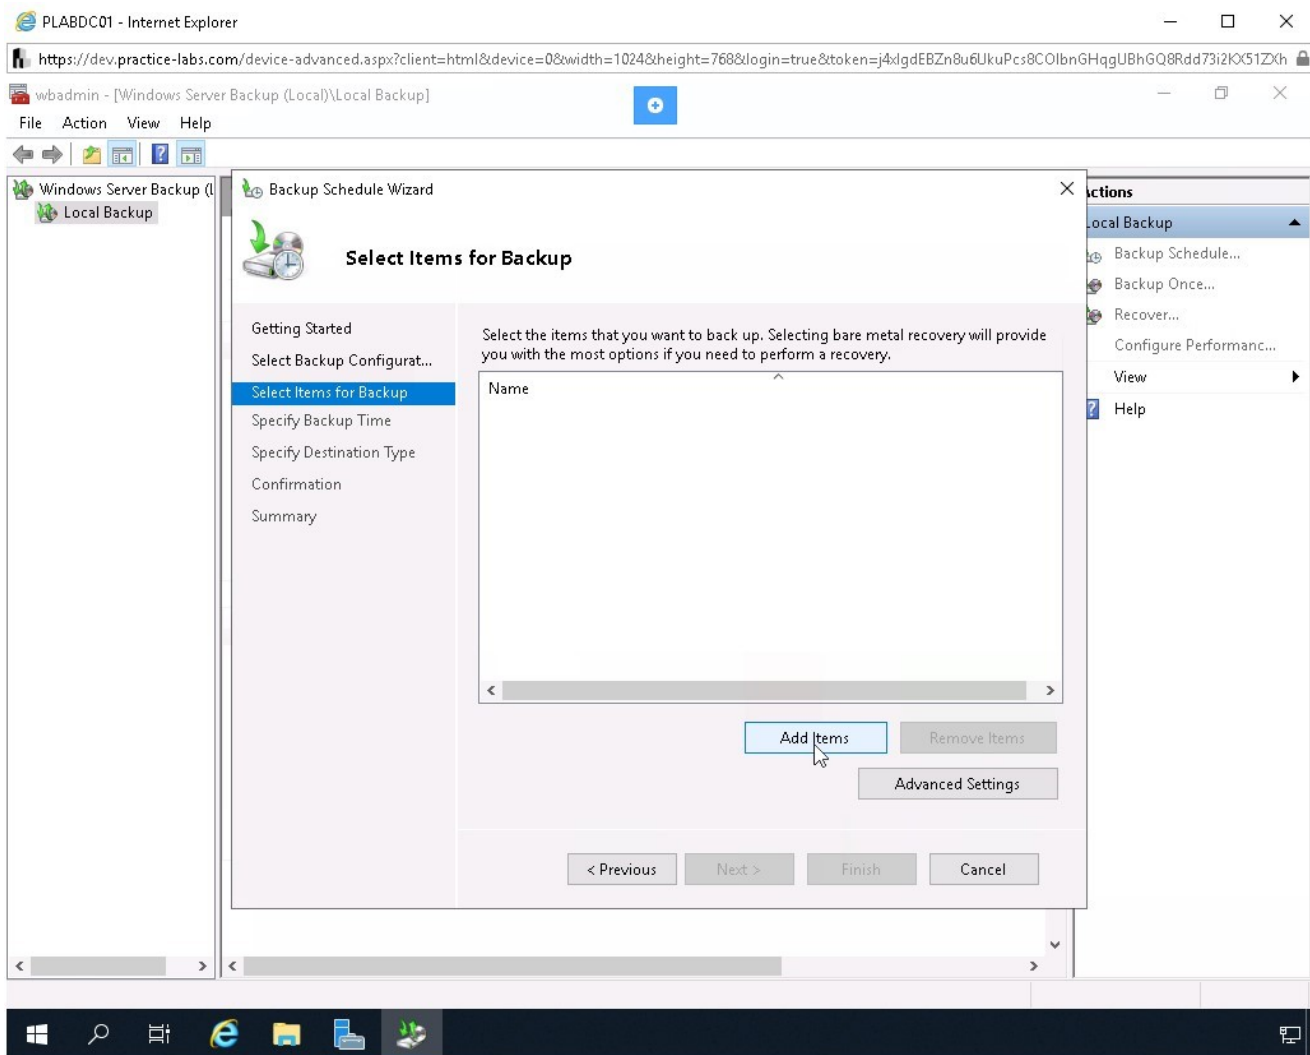 PLABDC01 - Internet Explorer
https://dev.practice-labs.com/device-advanced.aspx?client=html&device=0&width=1024&height=768&login=true&token=j4xIgdEBZn8u6UkuPcs8COIbnGHqgUBhGQ8Rdd73i2KX51ZXh
wbadmin - [Windows Server Backup (Local)\Local Backup]
File Action View Help
Windows Server Backup (L
Local Backup
Backup Schedule Wizard
Select Items for Backup
Getting Started
Select Backup Configurat...
Select Items for Backup
Specify Backup Time
Specify Destination Type
Confirmation
Summary
Select the items that you want to back up. Selecting bare metal recovery will provide
you with the most options if you need to perform a recovery.
Name
Add Items
Remove Items
Advanced Settings
< Previous
Next >
Finish
Cancel
Actions
Local Backup
Backup Schedule...
Backup Once...
Recover...
Configure Performanc...
View
Help